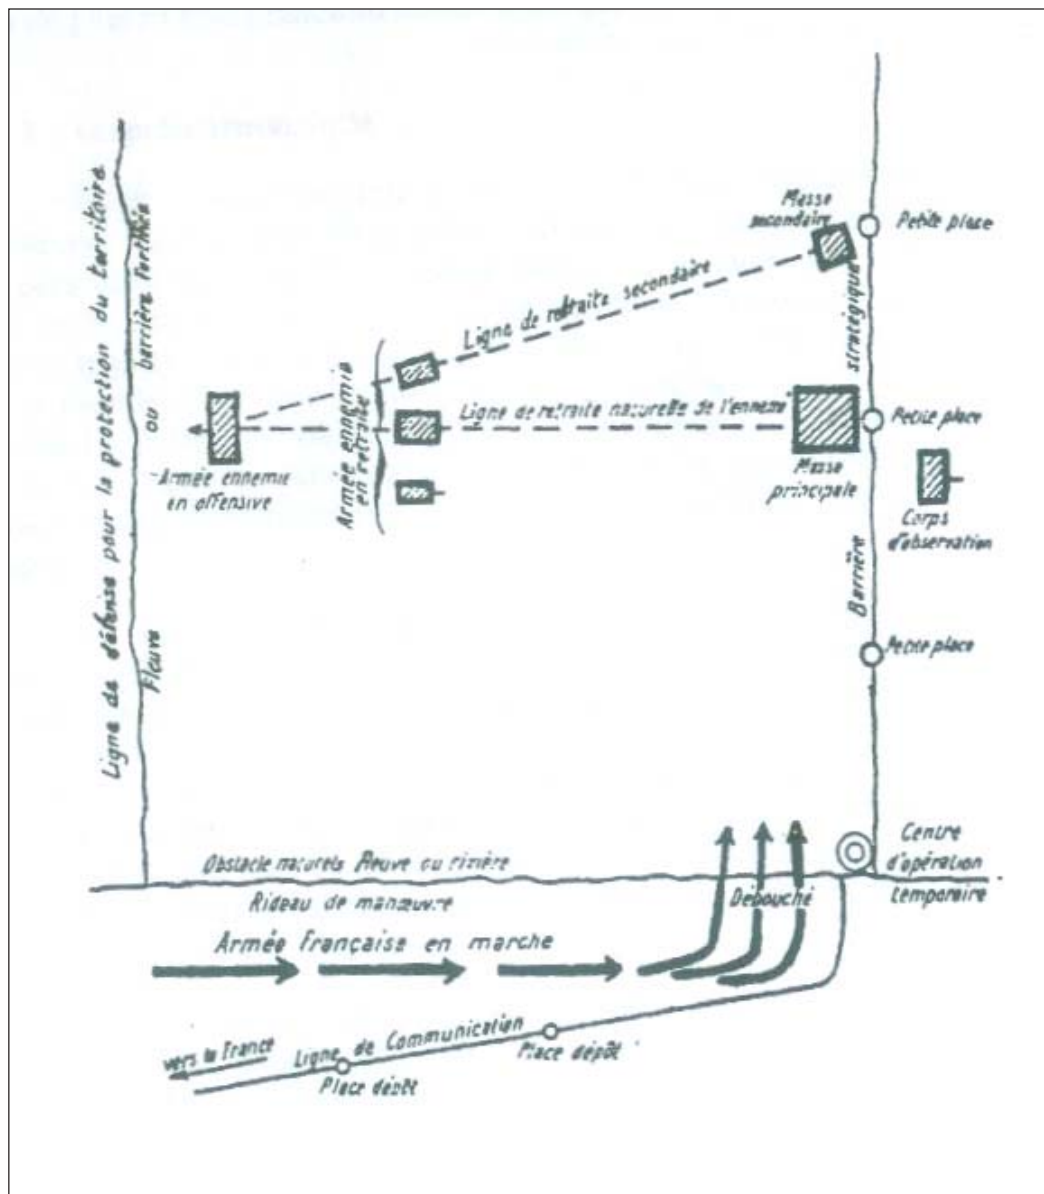 Ligne de défense pour la protection du territoire
ou barrière fortifiée
Fleuve
Masse
secondaire
Petite place
stratégique
Ligne de retraite secondaire
Armée ennemie
en retraite
Ligne de retraite naturelle de l'ennemi
Petite place
Armée ennemie
en offensive
Masse
principale
Corps
d'observation
Barrière
Petite place
Obstacle naturels Fleuve ou rizière
Centre
d'opération
temporaire
Rideau de manœuvre
Débouché
Armée Française en marche
vers la France
Ligne de Communication
Place dépôt
Place dépôt